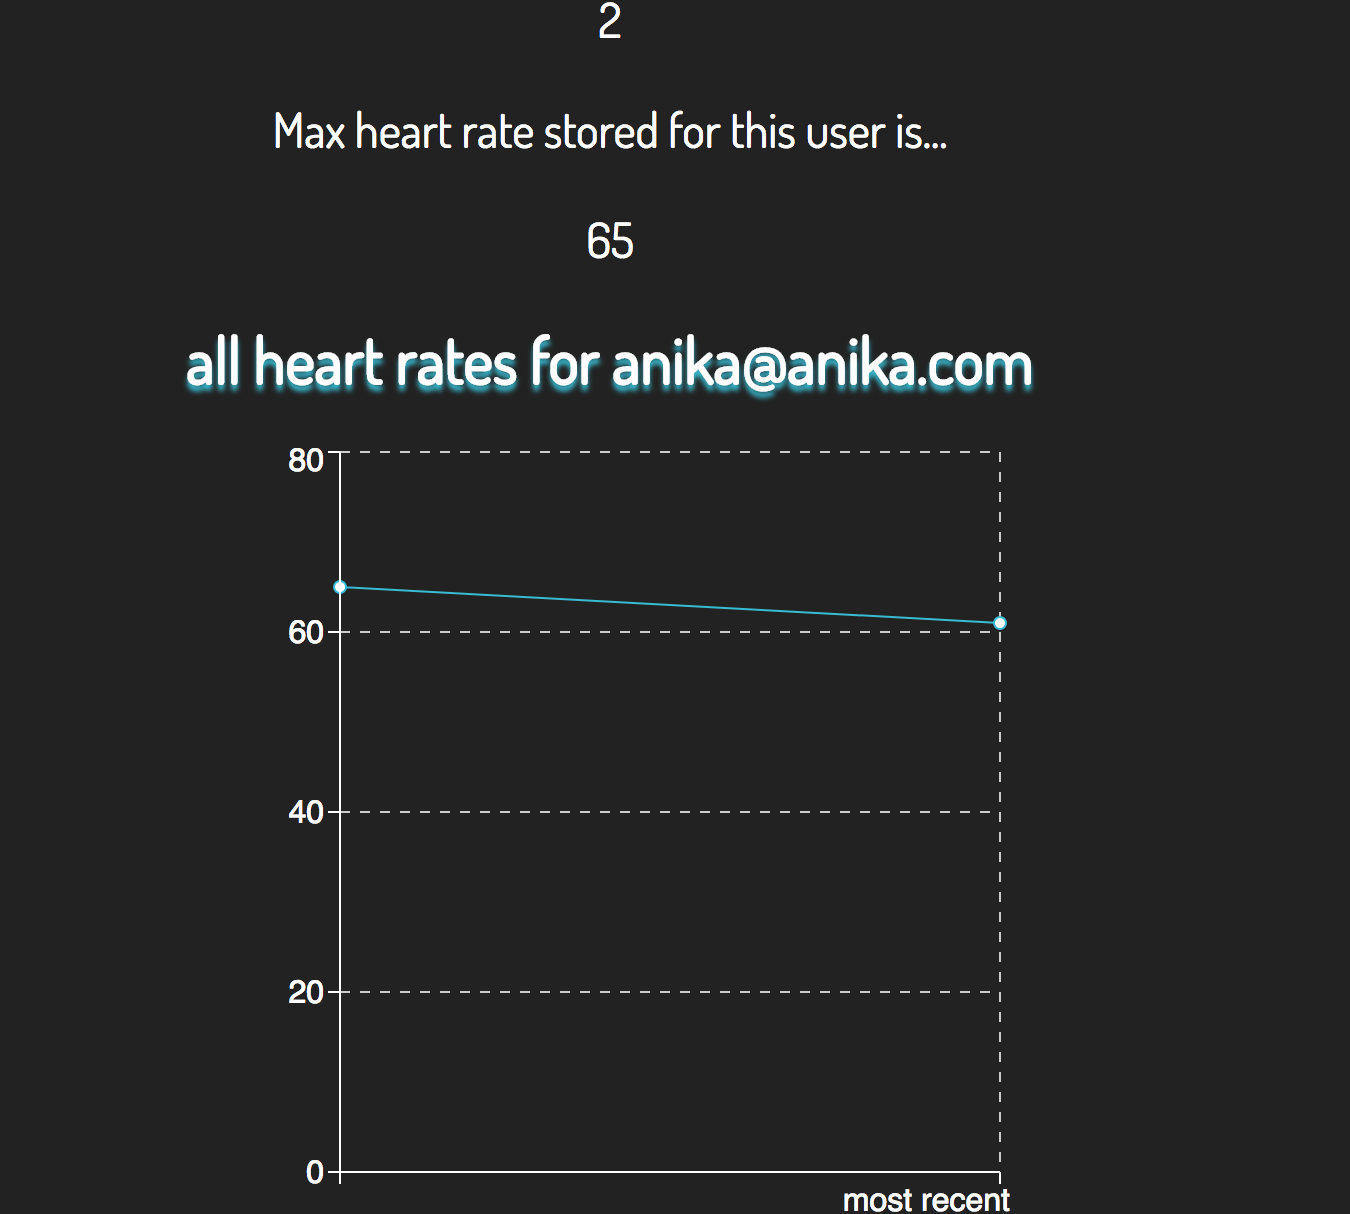 2
Max heart rate stored for this user is...
65
all heart rates for anika@anika.com
80
60
40
20
0
most recent